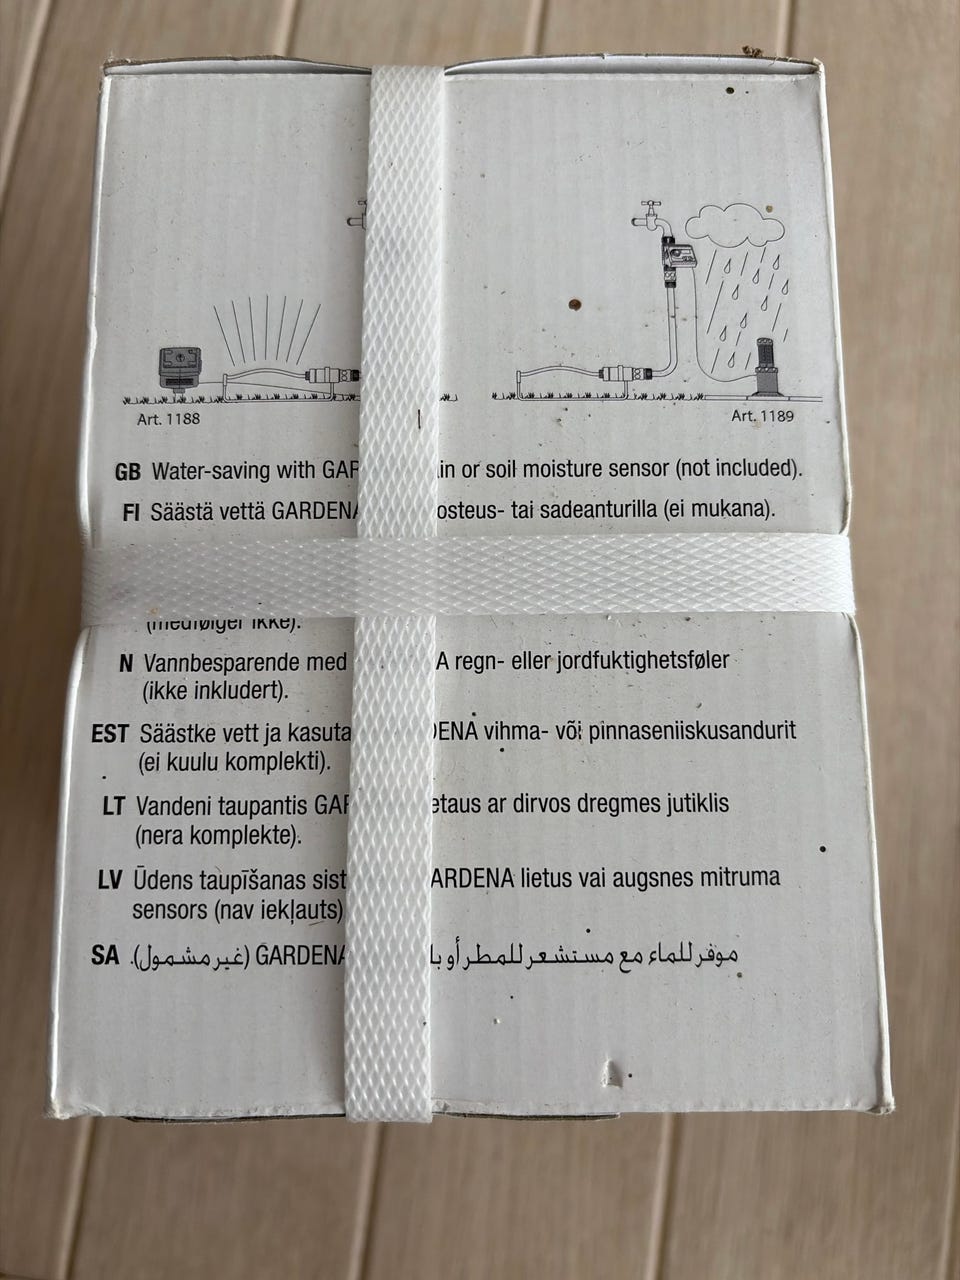 Art. 1188
Art. 1189
GB Water-saving with in or soil moisture sensor (not included).
FI Säästä vettä GARDENA osteus- tai sadeanturilla (ei mukana).
(medfølger ikke).
N Vannbesparende med A regn- eller jordfuktighetsføler
(ikke inkludert).
EST Säästke vett ja kasuta DENA vihma- või pinnaseniiskusandurit
(ei kuulu komplekti).
LT Vandeni taupantis etaus ar dirvos dregmes jutiklis
(nera komplekte).
LV Ūdens taupīšanas sist ARDENA lietus vai augsnes mitruma
sensors (nav iekļauts)
SA موفر للماء مع مستشعر للمطر أو با GARDENA (غير مشمول).